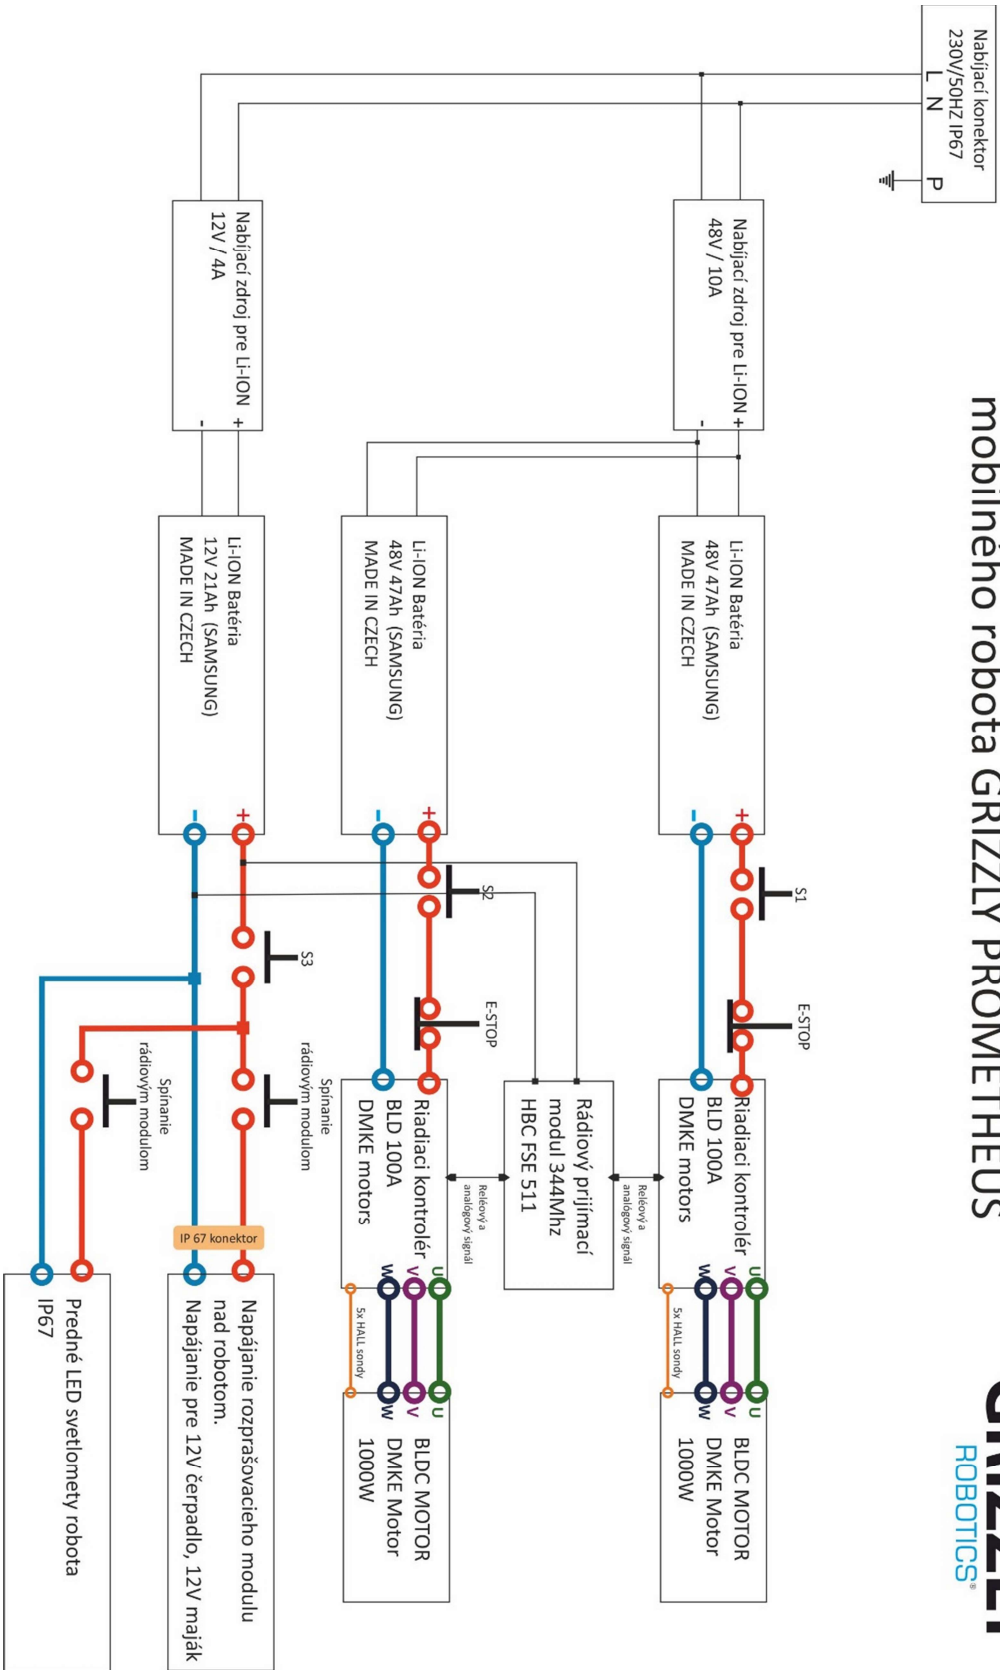 mobilného robota GRIZZLY PROMETHEUS
GRIZZLY
ROBOTICS®
Nabíjací konektor
230V/50HZ IP67
L N P
Nabíjací zdroj pre Li-ION +
48V / 10A -
Li-ION Batéria
48V 47Ah (SAMSUNG)
MADE IN CZECH
+
-
S1
E-STOP
Riadiaci kontrolér
BLD 100A
DMKE motors
U
V
W
5x HALL sondy
U
V
W
BLDC MOTOR
DMKE Motor
1000W
Reléový a
analógový signál
Rádiový prijímací
modul 344Mhz
HBC FSE 511
Reléový a
analógový signál
Li-ION Batéria
48V 47Ah (SAMSUNG)
MADE IN CZECH
+
-
S2
E-STOP
Riadiaci kontrolér
BLD 100A
DMKE motors
U
V
W
5x HALL sondy
U
V
W
BLDC MOTOR
DMKE Motor
1000W
Nabíjací zdroj pre Li-ION +
12V / 4A -
Li-ION Batéria
12V 21Ah (SAMSUNG)
MADE IN CZECH
+
-
S3
Spínanie
rádiovým modulom
IP 67 konektor
Napájanie rozprašovacieho modulu
nad robotom.
Napájanie pre 12V čerpadlo, 12V maják
Spínanie
rádiovým modulom
Predné LED svetlomety robota
IP67